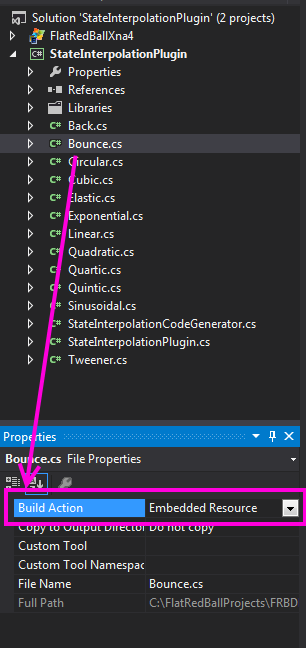 Solution 'StateInterpolationPlugin' (2 projects)
FlatRedBallXna4
StateInterpolationPlugin
Properties
References
Libraries
Back.cs
Bounce.cs
Circular.cs
Cubic.cs
Elastic.cs
Exponential.cs
Linear.cs
Quadratic.cs
Quartic.cs
Quintic.cs
Sinusoidal.cs
StateInterpolationCodeGenerator.cs
StateInterpolationPlugin.cs
Tweener.cs
Properties
Bounce.cs File Properties
Build Action Embedded Resource
Copy to Output Director Do not copy
Custom Tool
Custom Tool Namespac
File Name Bounce.cs
Full Path C:\FlatRedBallProjects\FRBD